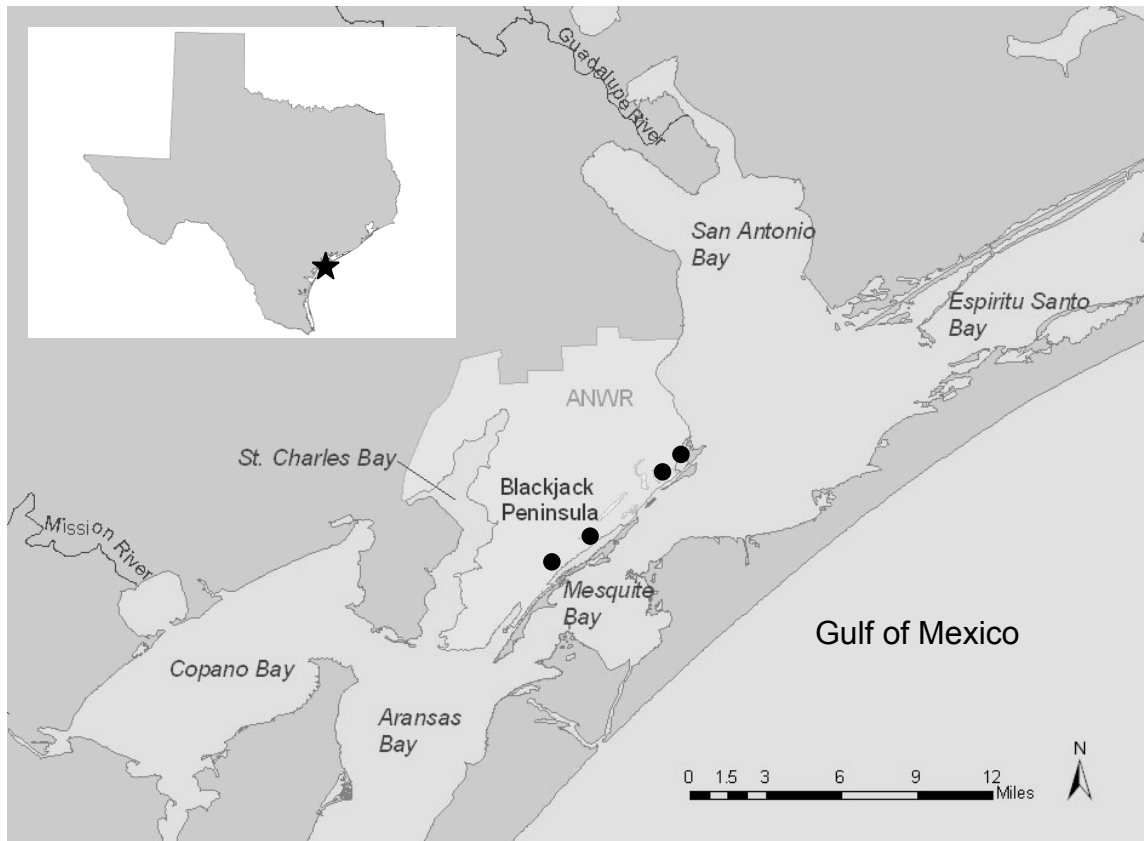 Guadalupe River
San Antonio
Bay
Espiritu Santo
Bay
ANWR
St. Charles Bay
Blackjack
Peninsula
Mission River
Mesquite
Bay
Gulf of Mexico
Copano Bay
Aransas
Bay
N
0 1.5 3 6 9 12
Miles